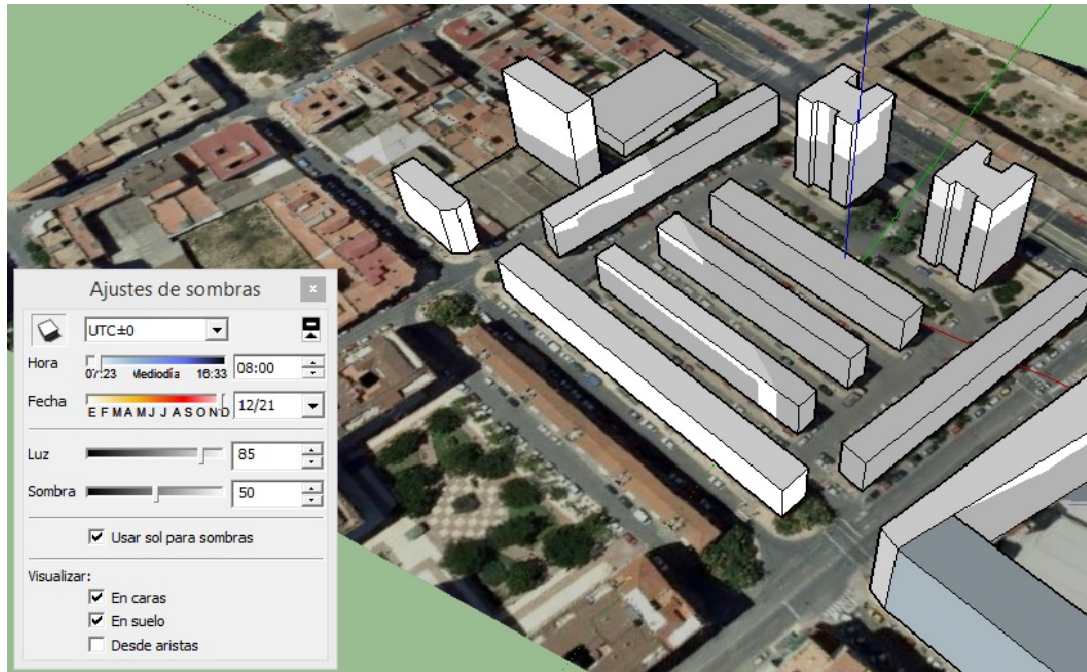 Ajustes de sombras
UTC±0
Hora
07:23 Mediodía 16:33
08:00
Fecha
E F M A M J J A S O N D
12/21
Luz
85
Sombra
50
Usar sol para sombras
Visualizar:
En caras
En suelo
Desde aristas